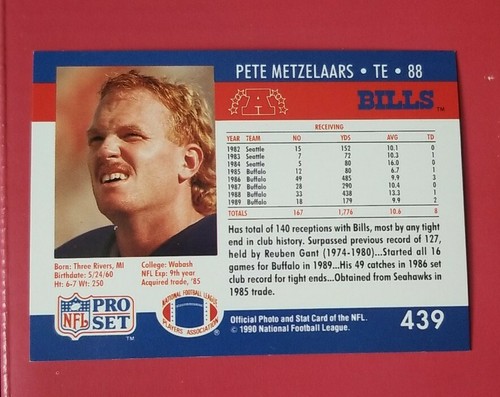 PETE METZELAARS • TE • 88
A
BILLS TM
RECEIVING
YEAR TEAM NO YDS AVG TD
1982 Seattle 15 152 10.1 0
1983 Seattle 7 72 10.3 1
1984 Seattle 5 80 16.0 0
1985 Buffalo 12 80 6.7 1
1986 Buffalo 49 485 9.9 3
1987 Buffalo 28 290 10.4 0
1988 Buffalo 33 438 13.3 1
1989 Buffalo 18 179 9.9 2
TOTALS 167 1,776 10.6 8
Has total of 140 receptions with Bills, most by any tight
end in club history. Surpassed previous record of 127,
held by Reuben Gant (1974-1980)...Started all 16
games for Buffalo in 1989...His 49 catches in 1986 set
club record for tight ends...Obtained from Seahawks in
1985 trade.
Born: Three Rivers, MI
Birthdate: 5/24/60
Ht: 6-7 Wt: 250
College: Wabash
NFL Exp: 9th year
Acquired trade, '85
NFL PRO SET TM
NATIONAL FOOTBALL LEAGUE PLAYERS ASSOCIATION ®
Official Photo and Stat Card of the NFL.
© 1990 National Football League.
439